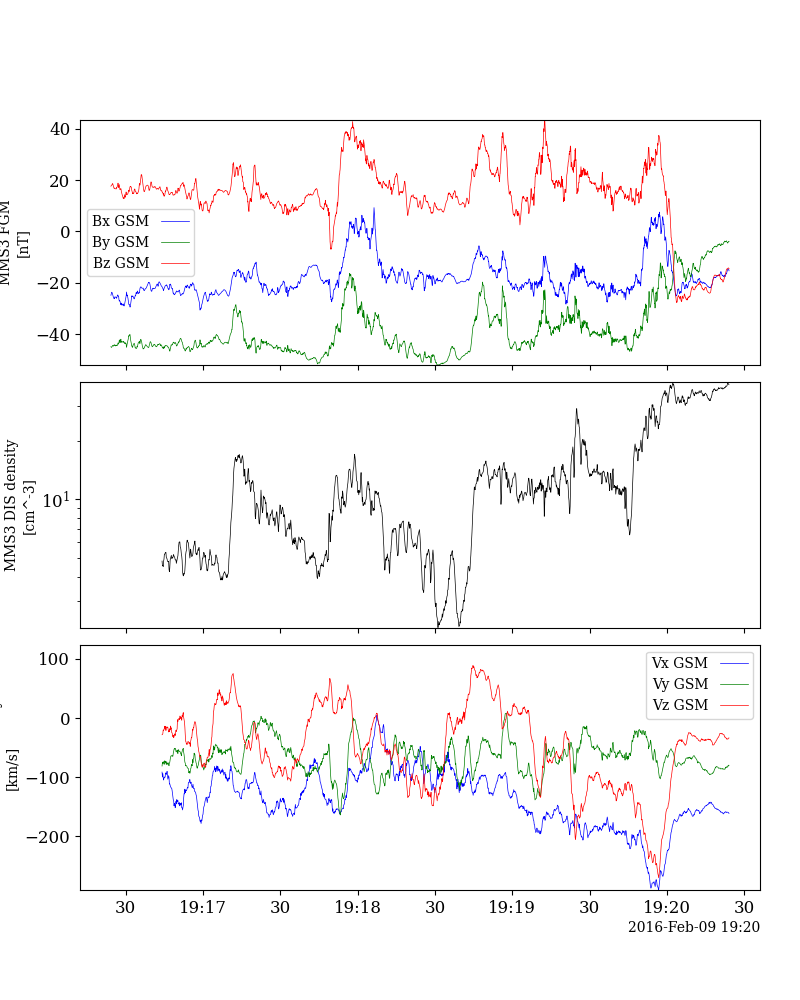 40
20
0
−20
−40
MMS3 FGM
[nT]
Bx GSM
By GSM
Bz GSM
10^1
MMS3 DIS density
[cm^-3]
100
0
−100
−200
[km/s]
Vx GSM
Vy GSM
Vz GSM
30 19:17 30 19:18 30 19:19 30 19:20 30
2016-Feb-09 19:20